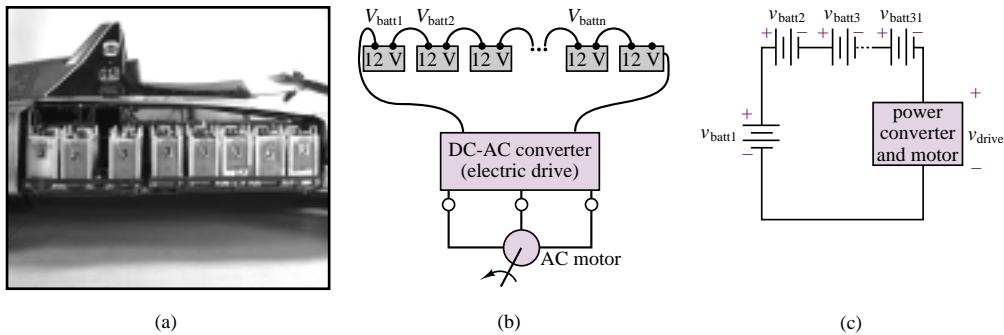 V_batt1 V_batt2 V_battn
12 V 12 V 12 V 12 V 12 V
DC-AC converter
(electric drive)
AC motor
v_batt2 v_batt3 v_batt31
+ − + − + −
v_batt1
+
−
power
converter
and motor
+
v_drive
−
(a) (b) (c)